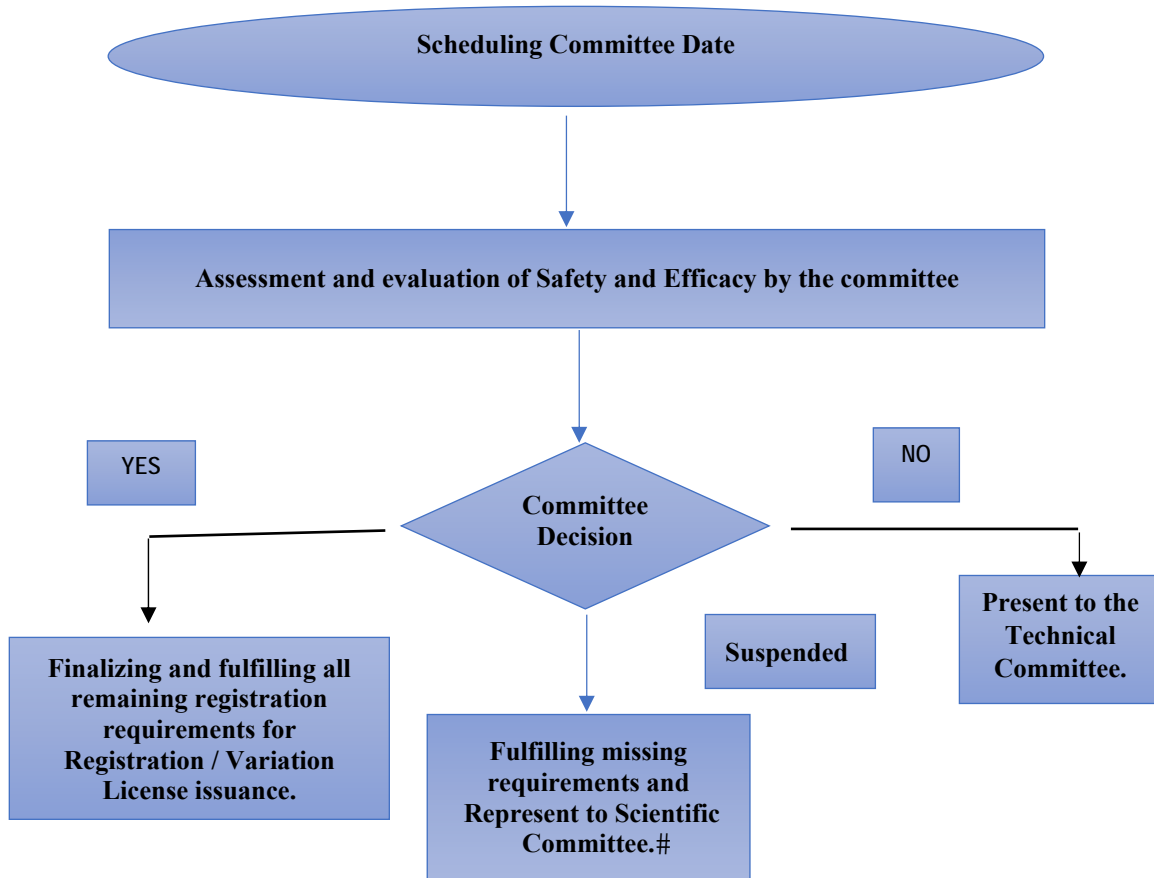 Scheduling Committee Date
Assessment and evaluation of Safety and Efficacy by the committee
YES
NO
Committee
Decision
Suspended
Present to the
Technical
Committee.
Finalizing and fulfilling all
remaining registration
requirements for
Registration / Variation
License issuance.
Fulfilling missing
requirements and
Represent to Scientific
Committee.#